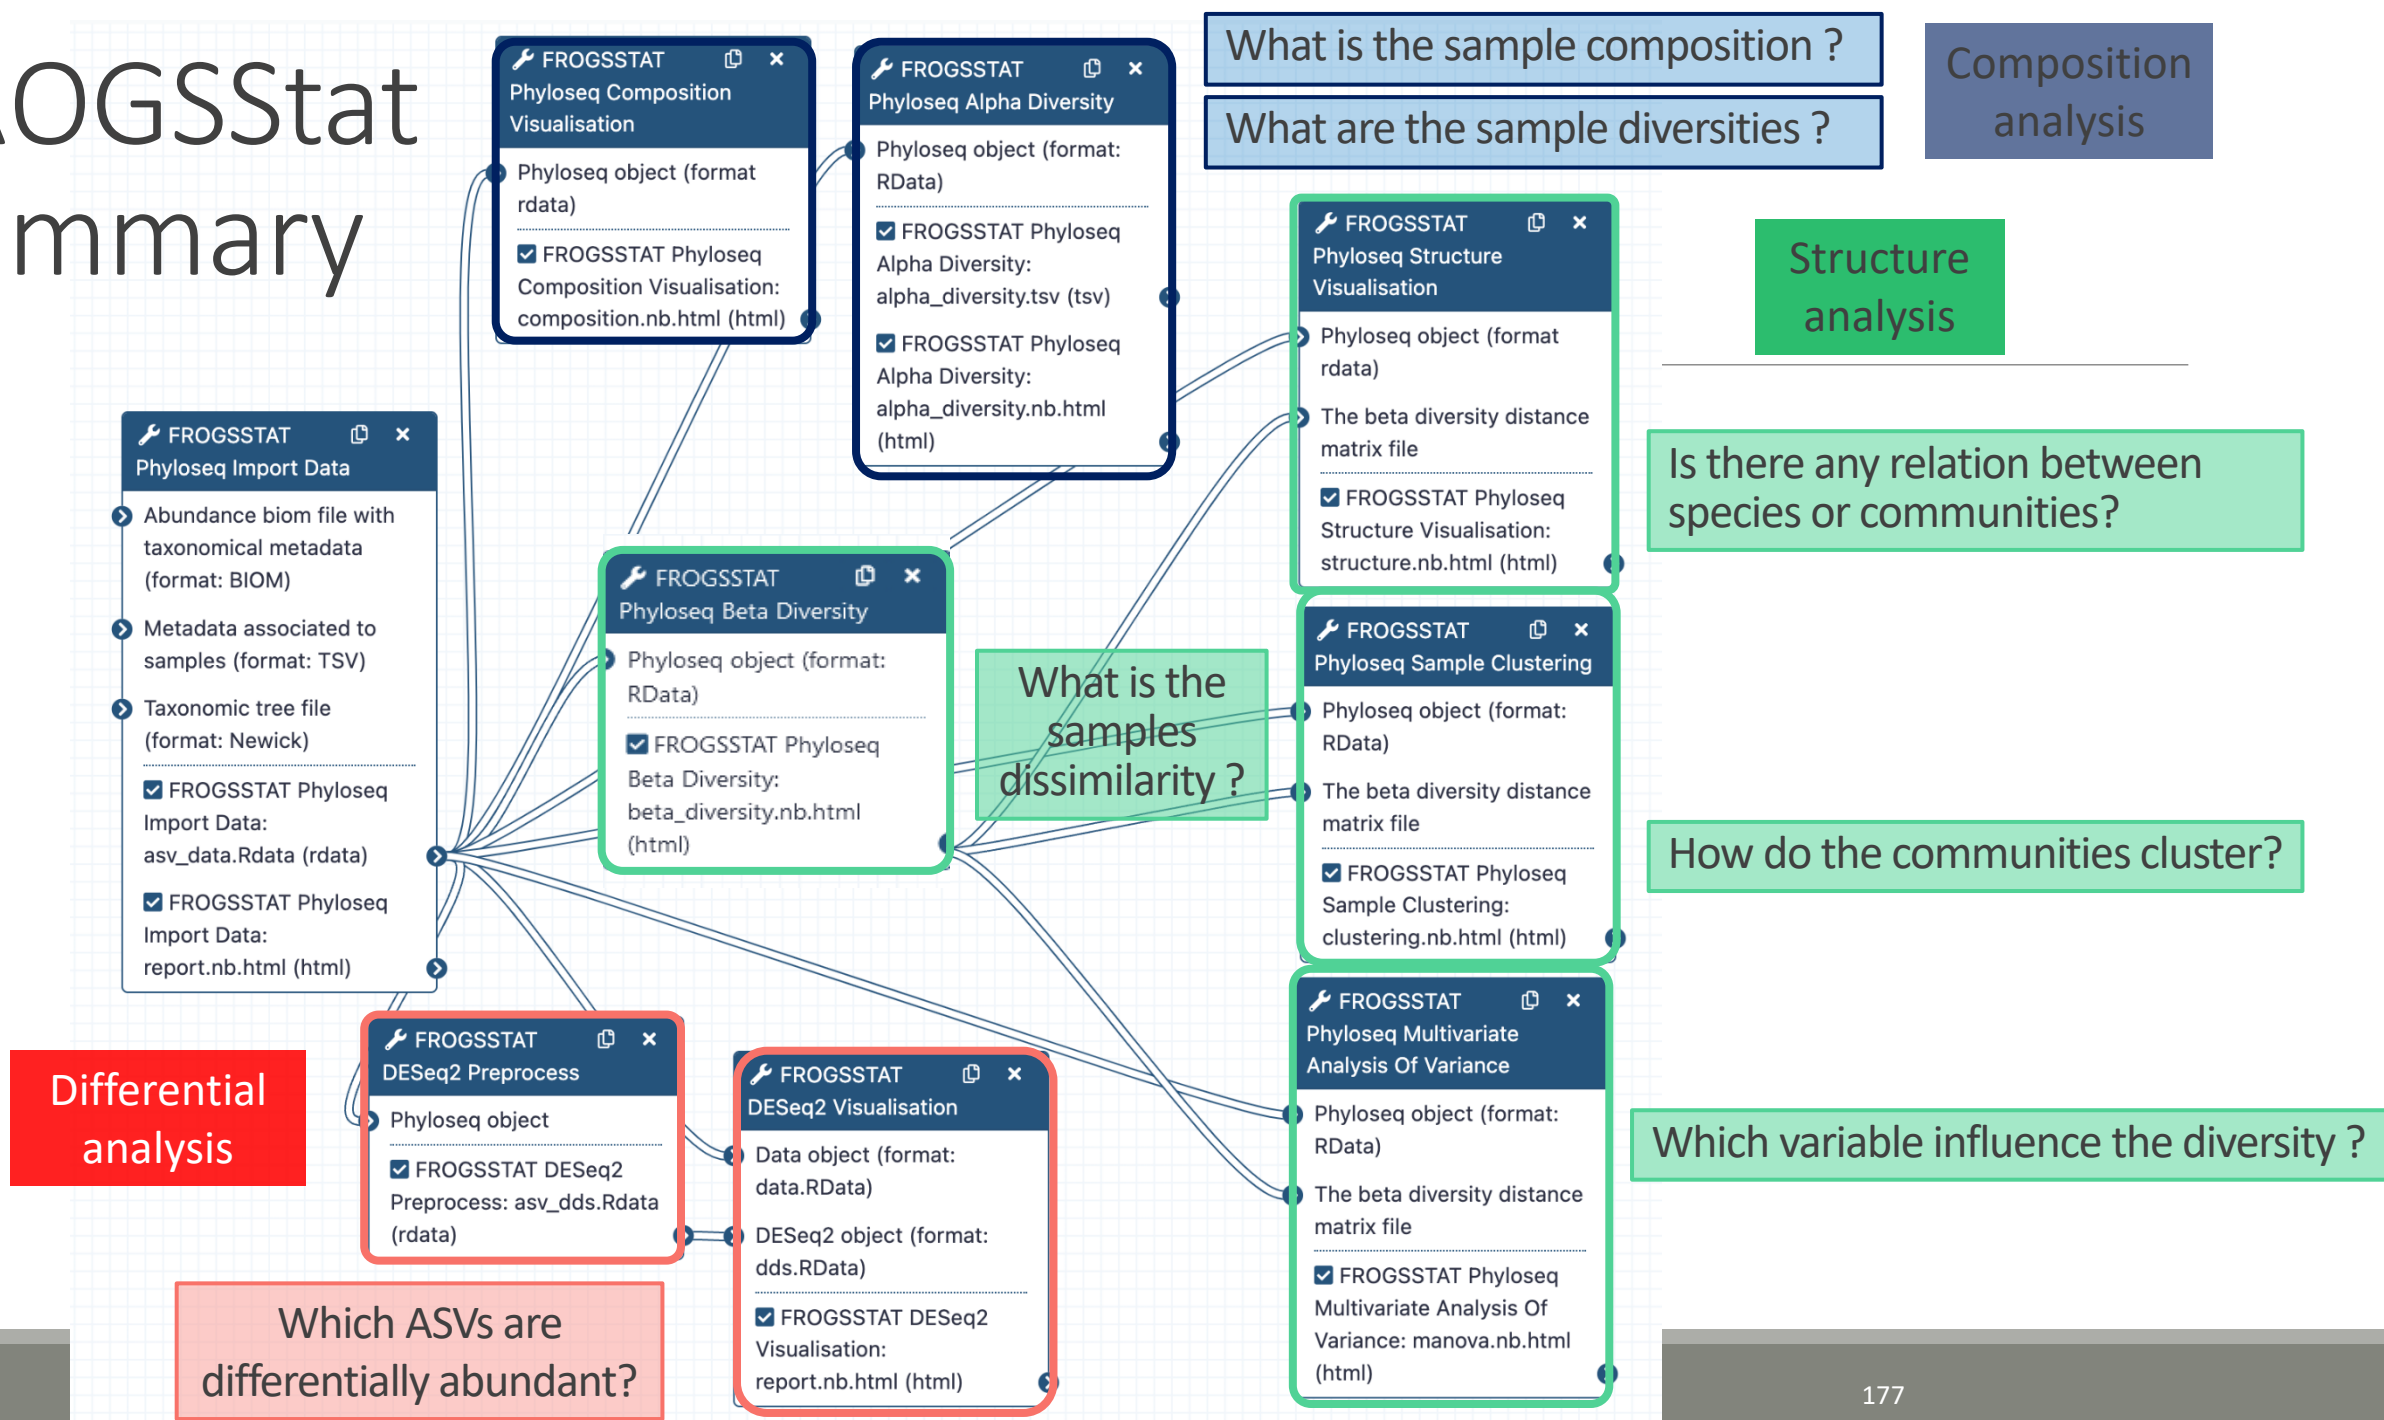 OGSStat
mmary
FROGSSTAT
Phyloseq Composition
Visualisation
Phyloseq object (format
rdata)
FROGSSTAT Phyloseq
Composition Visualisation:
composition.nb.html (html)
FROGSSTAT
Phyloseq Alpha Diversity
Phyloseq object (format:
RData)
FROGSSTAT Phyloseq
Alpha Diversity:
alpha_diversity.tsv (tsv)
FROGSSTAT Phyloseq
Alpha Diversity:
alpha_diversity.nb.html
(html)
What is the sample composition ?
What are the sample diversities ?
Composition
analysis
Structure
analysis
FROGSSTAT
Phyloseq Structure
Visualisation
Phyloseq object (format
rdata)
The beta diversity distance
matrix file
FROGSSTAT Phyloseq
Structure Visualisation:
structure.nb.html (html)
Is there any relation between
species or communities?
FROGSSTAT
Phyloseq Import Data
Abundance biom file with
taxonomical metadata
(format: BIOM)
Metadata associated to
samples (format: TSV)
Taxonomic tree file
(format: Newick)
FROGSSTAT Phyloseq
Import Data:
asv_data.Rdata (rdata)
FROGSSTAT Phyloseq
Import Data:
report.nb.html (html)
FROGSSTAT
Phyloseq Beta Diversity
Phyloseq object (format:
RData)
FROGSSTAT Phyloseq
Beta Diversity:
beta_diversity.nb.html
(html)
What is the
samples
dissimilarity ?
FROGSSTAT
Phyloseq Sample Clustering
Phyloseq object (format:
RData)
The beta diversity distance
matrix file
FROGSSTAT Phyloseq
Sample Clustering:
clustering.nb.html (html)
How do the communities cluster?
FROGSSTAT
Phyloseq Multivariate
Analysis Of Variance
Phyloseq object (format:
RData)
The beta diversity distance
matrix file
FROGSSTAT Phyloseq
Multivariate Analysis Of
Variance: manova.nb.html
(html)
Which variable influence the diversity ?
Differential
analysis
FROGSSTAT
DESeq2 Preprocess
Phyloseq object
FROGSSTAT DESeq2
Preprocess: asv_dds.Rdata
(rdata)
FROGSSTAT
DESeq2 Visualisation
Data object (format:
data.RData)
DESeq2 object (format:
dds.RData)
FROGSSTAT DESeq2
Visualisation:
report.nb.html (html)
Which ASVs are
differentially abundant?
177